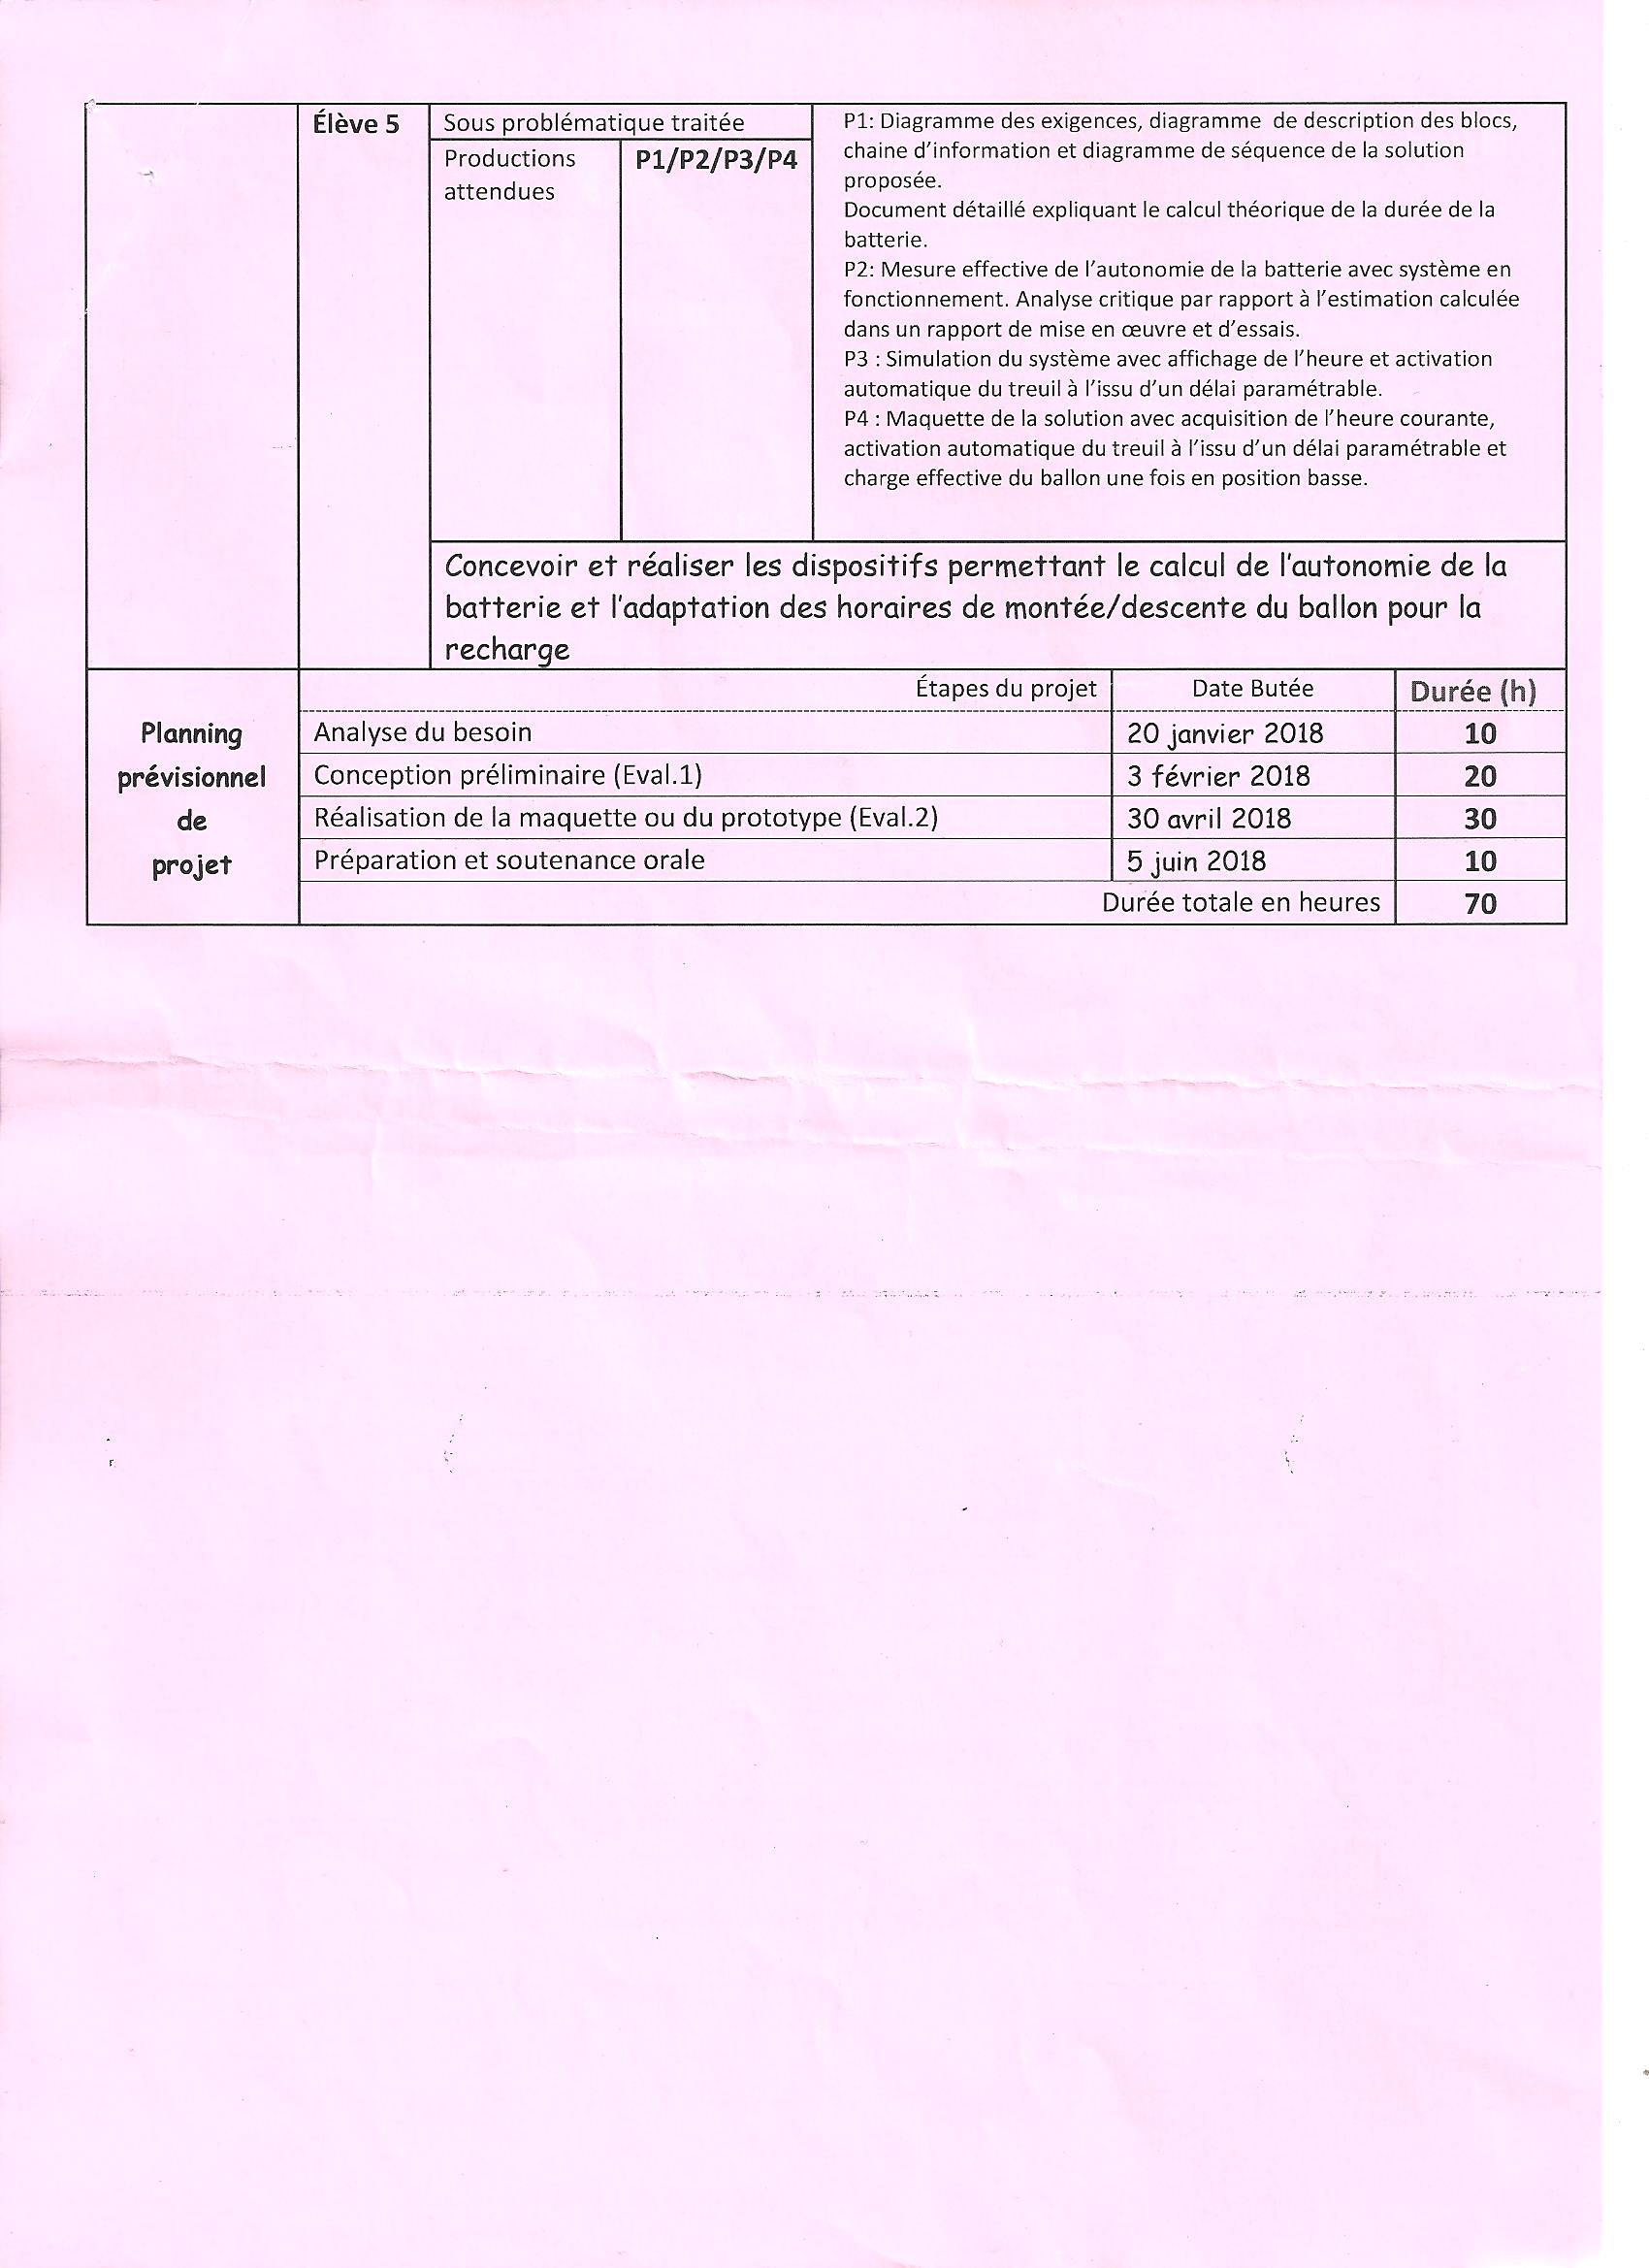 Élève 5
Sous problématique traitée
Productions
attendues
P1/P2/P3/P4
P1: Diagramme des exigences, diagramme de description des blocs,
chaine d'information et diagramme de séquence de la solution
proposée.
Document détaillé expliquant le calcul théorique de la durée de la
batterie.
P2: Mesure effective de l'autonomie de la batterie avec système en
fonctionnement. Analyse critique par rapport à l'estimation calculée
dans un rapport de mise en œuvre et d'essais.
P3 : Simulation du système avec affichage de l'heure et activation
automatique du treuil à l'issu d'un délai paramétrable.
P4 : Maquette de la solution avec acquisition de l'heure courante,
activation automatique du treuil à l'issu d'un délai paramétrable et
charge effective du ballon une fois en position basse.
Concevoir et réaliser les dispositifs permettant le calcul de l'autonomie de la
batterie et l'adaptation des horaires de montée/descente du ballon pour la
recharge
Planning
prévisionnel
de
projet
Étapes du projet Date Butée Durée (h)
Analyse du besoin 20 janvier 2018 10
Conception préliminaire (Eval.1) 3 février 2018 20
Réalisation de la maquette ou du prototype (Eval.2) 30 avril 2018 30
Préparation et soutenance orale 5 juin 2018 10
Durée totale en heures 70